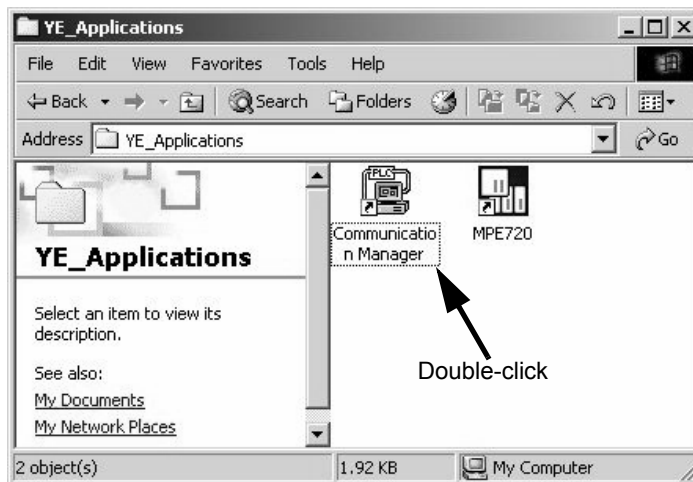 YE_Applications
File Edit View Favorites Tools Help
Back Search Folders
Address YE_Applications Go
PLC
Communicatio
n Manager
MPE720
YE_Applications
Select an item to view its
description.
See also:
My Documents
My Network Places
Double-click
2 object(s) 1.92 KB My Computer